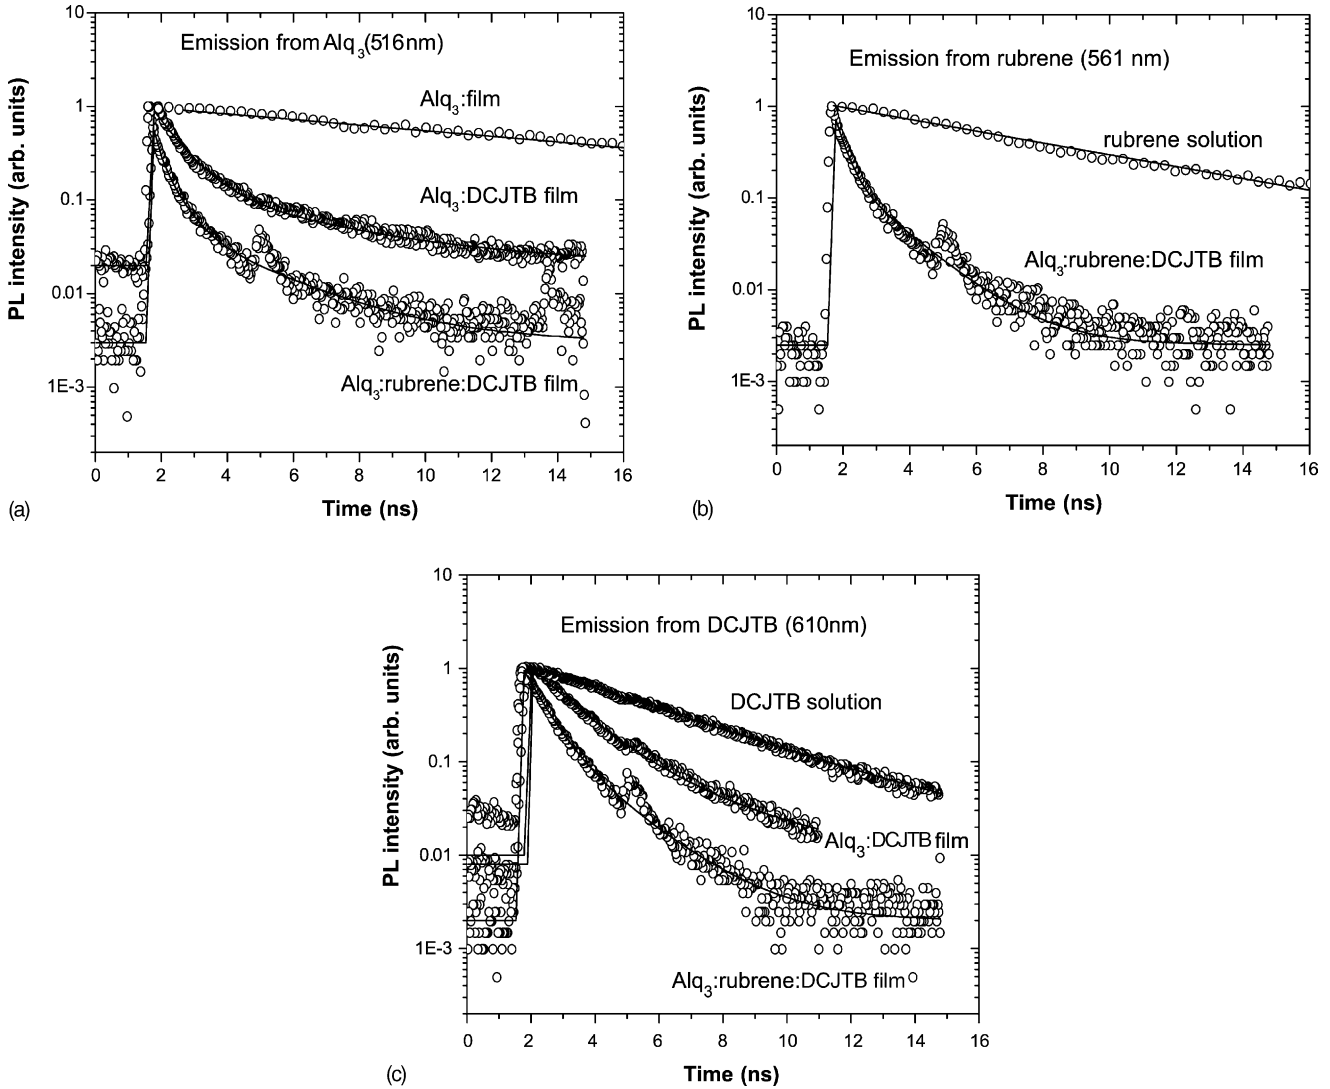 Emission from Alq3 (516nm)
Alq3:film
Alq3:DCJTB film
Alq3:rubrene:DCJTB film
PL intensity (arb. units)
10
1
0.1
0.01
1E-3
0 2 4 6 8 10 12 14 16
Time (ns)
(a)
Emission from rubrene (561 nm)
rubrene solution
Alq3:rubrene:DCJTB film
PL intensity (arb. units)
10
1
0.1
0.01
1E-3
0 2 4 6 8 10 12 14 16
Time (ns)
(b)
Emission from DCJTB (610nm)
DCJTB solution
Alq3:DCJTB film
Alq3:rubrene:DCJTB film
PL intensity (arb. units)
10
1
0.1
0.01
1E-3
0 2 4 6 8 10 12 14 16
Time (ns)
(c)